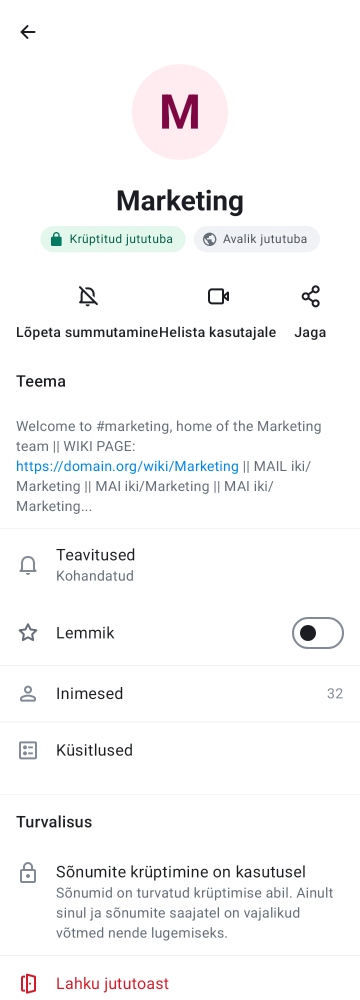 M
Marketing
Krüptitud jututuba
Avalik jututuba
Lõpeta summutamine
Helista kasutajale
Jaga
Teema
Welcome to #marketing, home of the Marketing
team || WIKI PAGE:
https://domain.org/wiki/Marketing || MAIL iki/
Marketing || MAI iki/Marketing || MAI iki/
Marketing...
Teavitused
Kohandatud
Lemmik
Inimesed 32
Küsitlused
Turvalisus
Sõnumite krüptimine on kasutusel
Sõnumid on turvatud krüptimise abil. Ainult
sinul ja sõnumite saajatel on vajalikud
võtmed nende lugemiseks.
Lahku jututoast